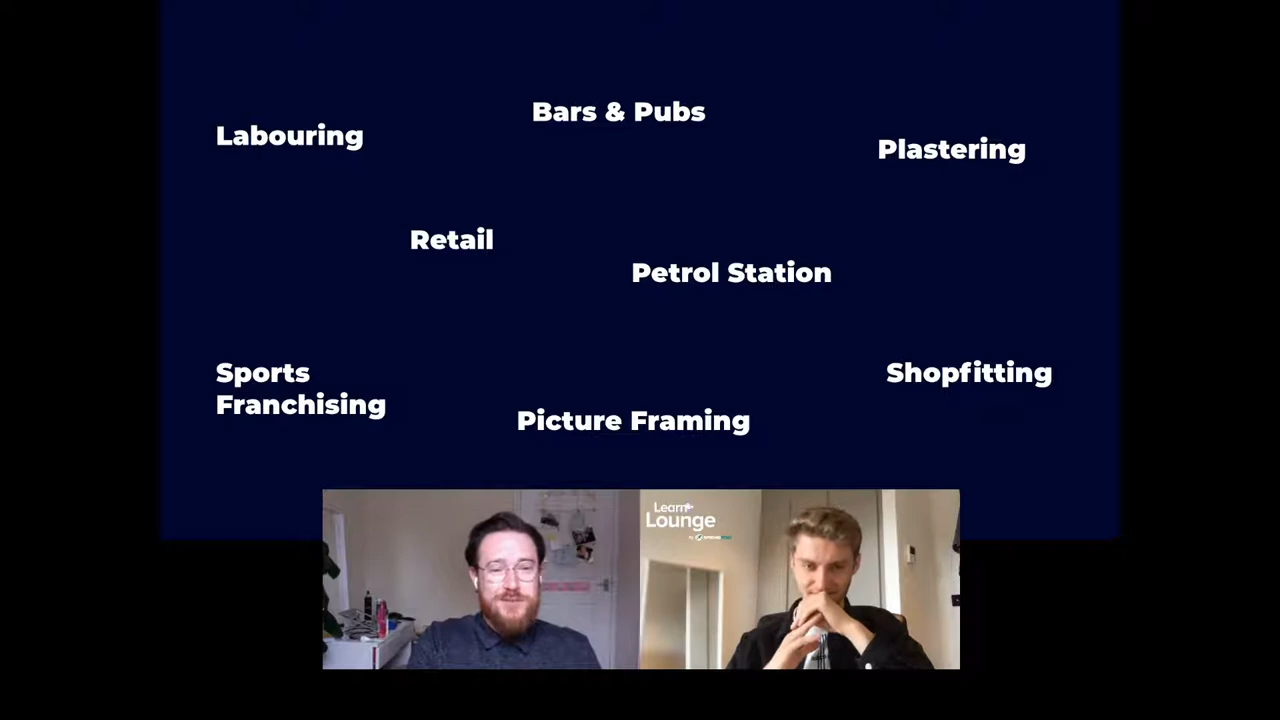 Bars & Pubs
Labouring
Plastering
Retail
Petrol Station
Sports
Franchising
Shopfitting
Picture Framing
Learn
Lounge